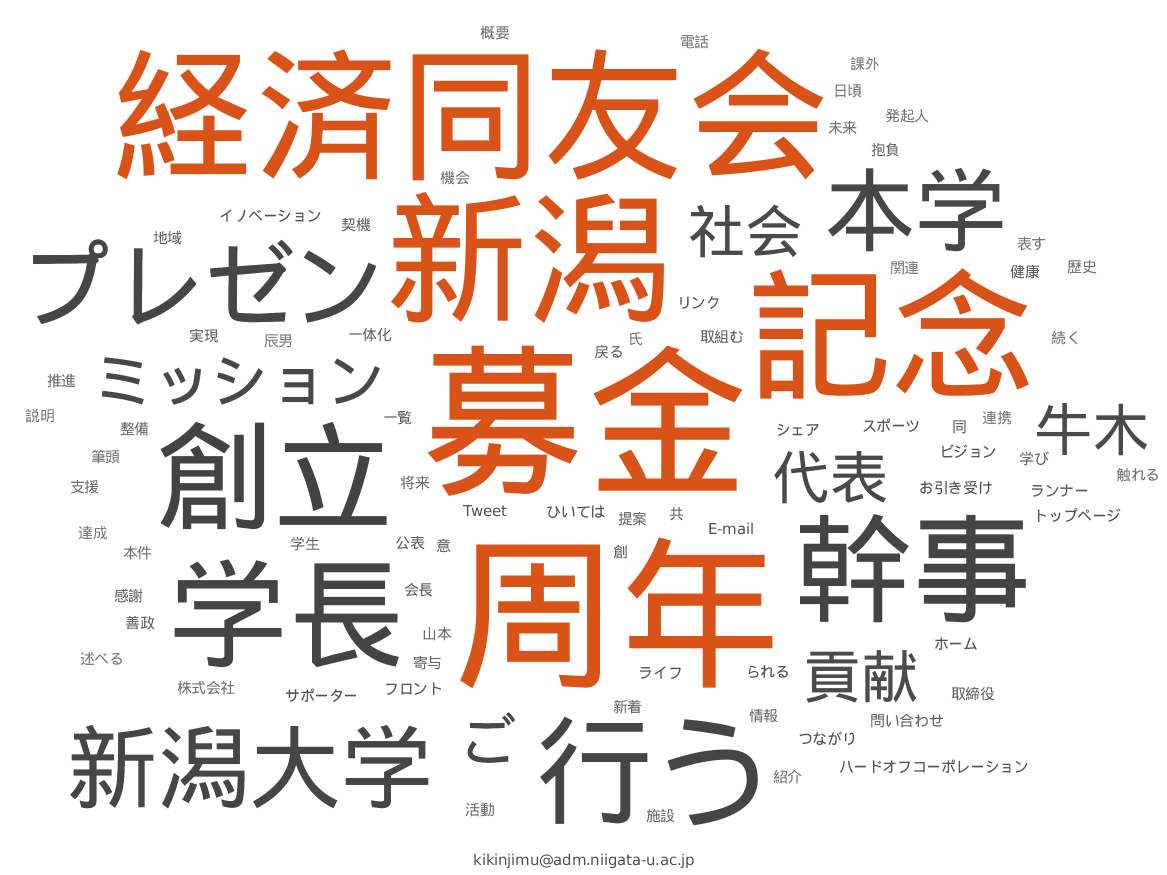 概要
電話
経済同友会
課外
日頃
発起人
未来
抱負
機会
新潟
社会
本学
イノベーション
契機
地域
プレゼン
表す
関連
健康
歴史
リンク
記念
実現
辰男
一体化
氏
取組む
戻る
続く
募金
ミッション
推進
説明
一覧
整備
創立
シェア
スポーツ
同
連携
牛木
ビジョン
学び
触れる
筆頭
代表
支援
将来
お引き受け
ランナー
トップページ
Tweet
ひいては
提案
共
E-mail
幹事
達成
本件
学生
公表
意
創
周年
学長
感謝
善政
会長
山本
寄与
述べる
ホーム
ライフ
られる
貢献
取締役
株式会社
サポーター
フロント
新着
情報
問い合わせ
新潟大学
ご
行う
つながり
ハードオフコーポレーション
紹介
活動
施設
kikinjimu@adm.niigata-u.ac.jp